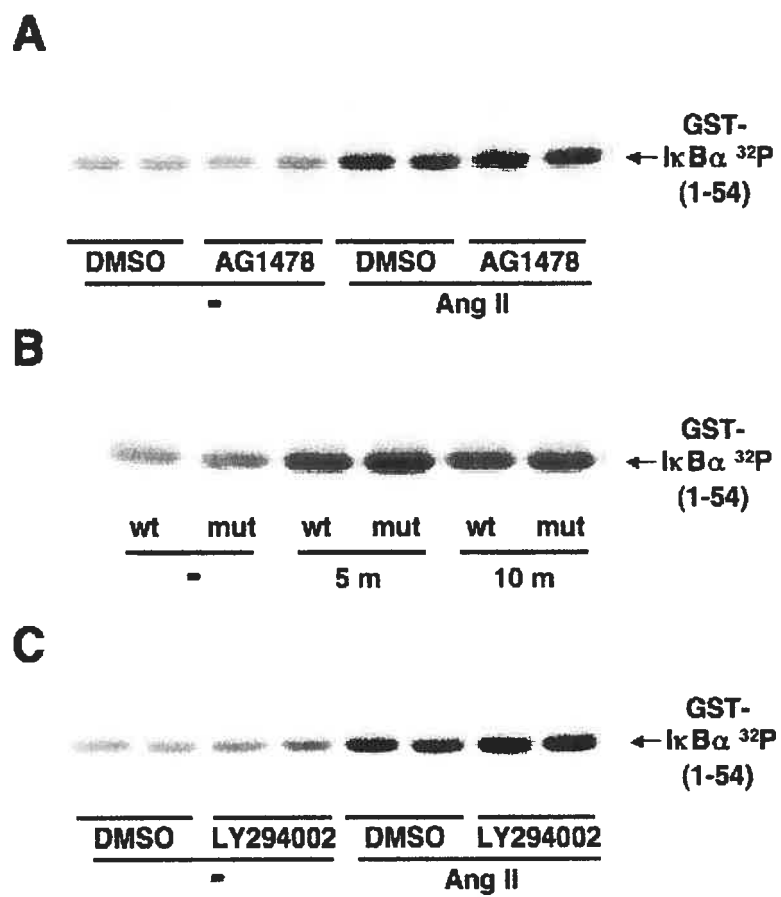 A
GST-
IκBα ³²P
(1-54)
DMSO AG1478 DMSO AG1478
- Ang II
B
GST-
IκBα ³²P
(1-54)
wt mut wt mut wt mut
- 5 m 10 m
C
GST-
IκBα ³²P
(1-54)
DMSO LY294002 DMSO LY294002
- Ang II